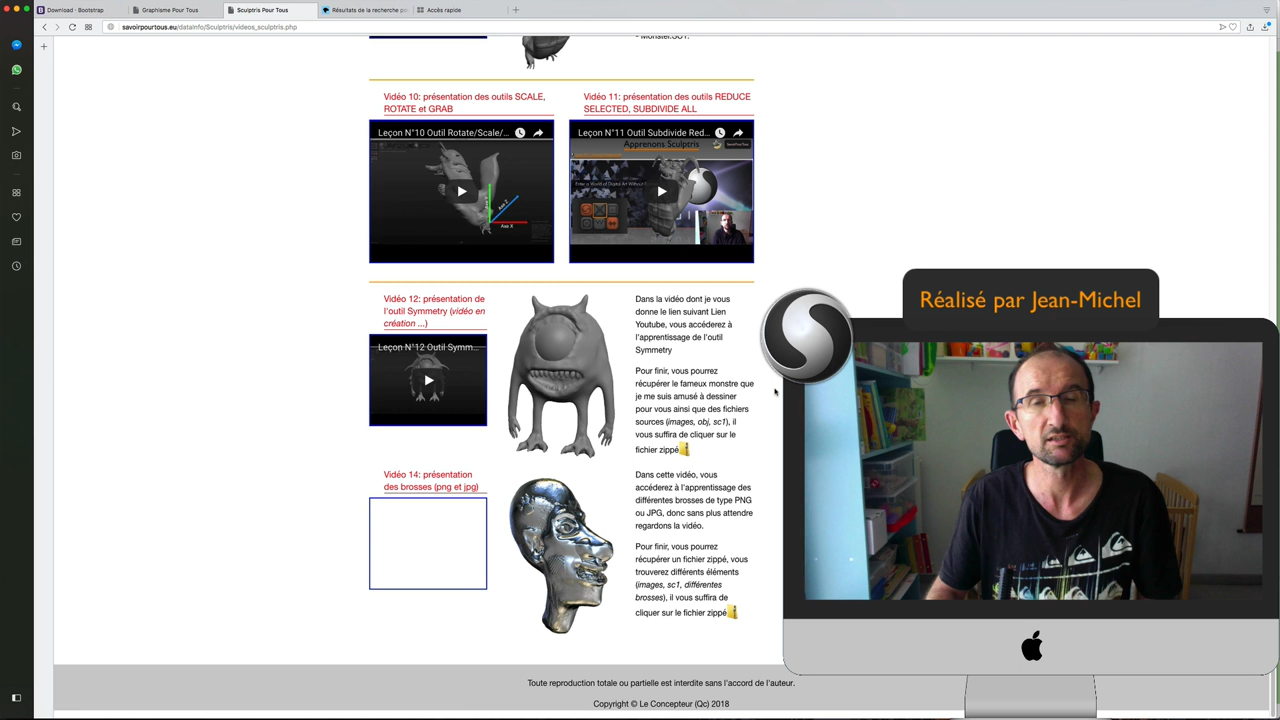 Download · Bootstrap
Graphisme Pour Tous
Sculptris Pour Tous
Résultats de la recherche po
Accès rapide
savoirpourtous.eu/dataInfo/Sculptris/videos_sculptris.php
- Monster.SC1.
Vidéo 10: présentation des outils SCALE,
ROTATE et GRAB
Leçon N°10 Outil Rotate/Scale/...
Axe Z
Axe X
Vidéo 11: présentation des outils REDUCE
SELECTED, SUBDIVIDE ALL
Leçon N°11 Outil Subdivide Red...
Apprenons Sculptris
Vidéo 12: présentation de
l'outil Symmetry (vidéo en
création ...)
Leçon N°12 Outil Symm...
Dans la vidéo dont je vous
donne le lien suivant Lien
Youtube, vous accéderez à
l'apprentissage de l'outil
Symmetry
Pour finir, vous pourrez
récupérer le fameux monstre que
je me suis amusé à dessiner
pour vous ainsi que des fichiers
sources (images, obj, sc1), il
vous suffira de cliquer sur le
fichier zippé
Vidéo 14: présentation
des brosses (png et jpg)
Dans cette vidéo, vous
accéderez à l'apprentissage des
différentes brosses de type PNG
ou JPG, donc sans plus attendre
regardons la vidéo.
Pour finir, vous pourrez
récupérer un fichier zippé, vous
trouverez différents éléments
(images, sc1, différentes
brosses), il vous suffira de
cliquer sur le fichier zippé
Réalisé par Jean-Michel
Toute reproduction totale ou partielle est interdite sans l'accord de l'auteur.
Copyright © Le Concepteur (Qc) 2018